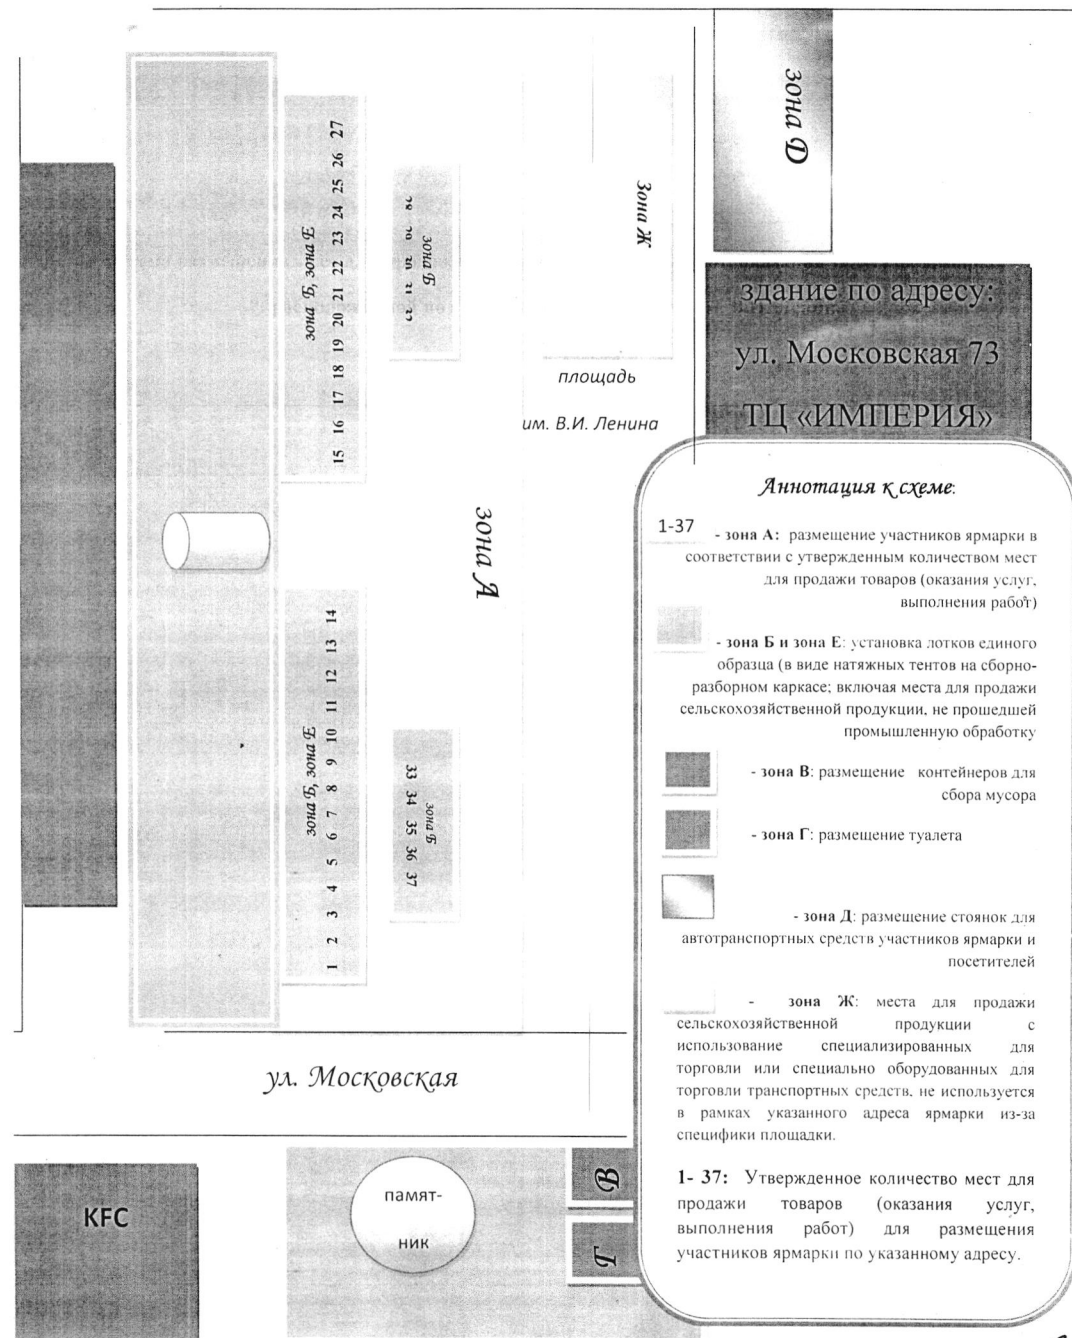 зона Д
здание по адресу:
ул. Московская 73
ТЦ «ИМПЕРИЯ»
Зона Ж
площадь
им. В.И. Ленина
зона Б, зона Е
15 16 17 18 19 20 21 22 23 24 25 26 27
зона Б
зона А
зона Б, зона Е
1 2 3 4 5 6 7 8 9 10 11 12 13 14
33 34 35 36 37
зона Б
ул. Московская
KFC
памят-
ник
В
Г
Аннотация к схеме:
1-37 - зона А: размещение участников ярмарки в
соответствии с утвержденным количеством мест
для продажи товаров (оказания услуг,
выполнения работ)
- зона Б и зона Е: установка лотков единого
образца (в виде натяжных тентов на сборно-
разборном каркасе; включая места для продажи
сельскохозяйственной продукции, не прошедшей
промышленную обработку
- зона В: размещение контейнеров для
сбора мусора
- зона Г: размещение туалета
- зона Д: размещение стоянок для
автотранспортных средств участников ярмарки и
посетителей
- зона Ж: места для продажи
сельскохозяйственной продукции с
использование специализированных для
торговли или специально оборудованных для
торговли транспортных средств, не используется
в рамках указанного адреса ярмарки из-за
специфики площадки.
1- 37: Утвержденное количество мест для
продажи товаров (оказания услуг,
выполнения работ) для размещения
участников ярмарки по указанному адресу.